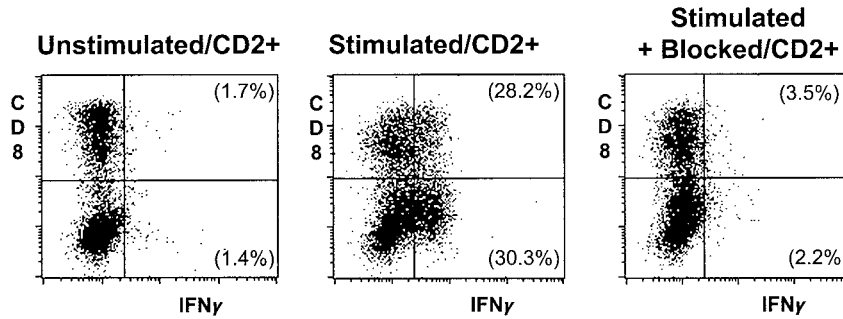 Unstimulated/CD2+
Stimulated/CD2+
Stimulated
+ Blocked/CD2+
C
D
8
(1.7%)
(1.4%)
IFNγ
C
D
8
(28.2%)
(30.3%)
IFNγ
C
D
8
(3.5%)
(2.2%)
IFNγ